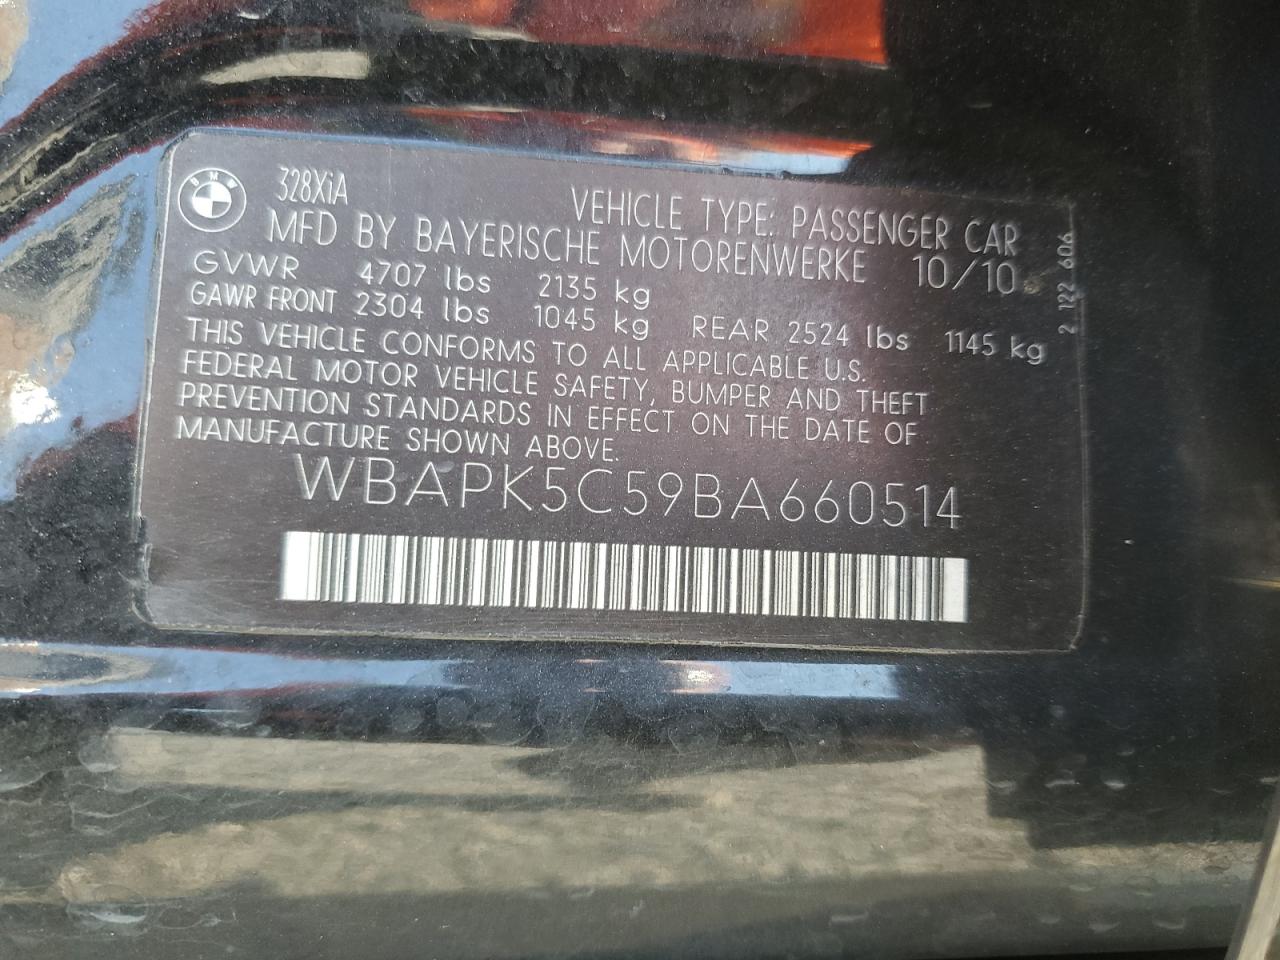 BMW
328XiA
VEHICLE TYPE: PASSENGER CAR
MFD BY BAYERISCHE MOTORENWERKE 10/10
GVWR 4707 lbs 2135 kg
GAWR FRONT 2304 lbs 1045 kg REAR 2524 lbs 1145 kg
THIS VEHICLE CONFORMS TO ALL APPLICABLE U.S.
FEDERAL MOTOR VEHICLE SAFETY, BUMPER AND THEFT
PREVENTION STANDARDS IN EFFECT ON THE DATE OF
MANUFACTURE SHOWN ABOVE.
WBAPK5C59BA660514
2 122 606